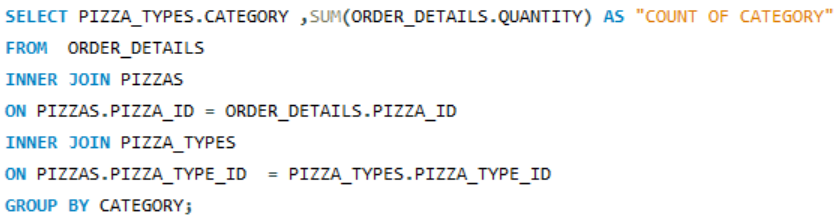 SELECT PIZZA_TYPES.CATEGORY ,SUM(ORDER_DETAILS.QUANTITY) AS "COUNT OF CATEGORY"
FROM  ORDER_DETAILS
INNER JOIN PIZZAS
ON PIZZAS.PIZZA_ID = ORDER_DETAILS.PIZZA_ID
INNER JOIN PIZZA_TYPES
ON PIZZAS.PIZZA_TYPE_ID  = PIZZA_TYPES.PIZZA_TYPE_ID
GROUP BY CATEGORY;